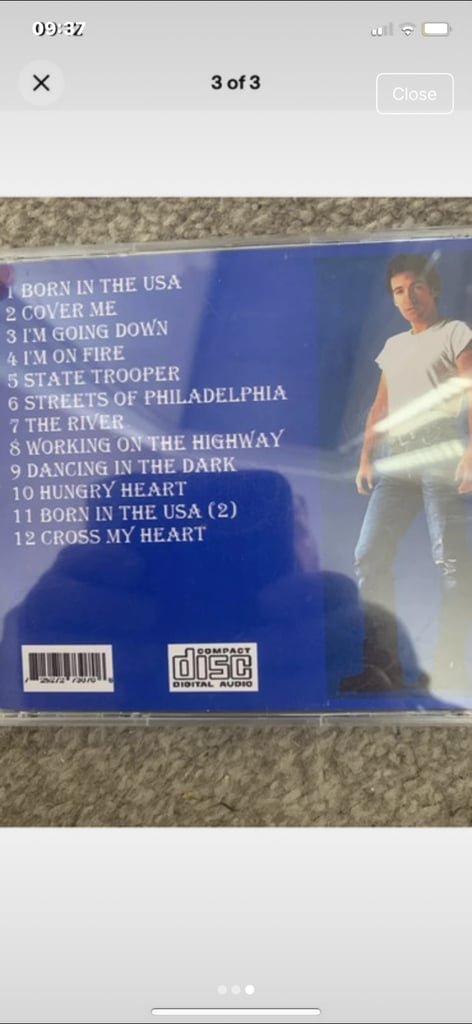 3 of 3
Close
1 BORN IN THE USA
2 COVER ME
3 I'M GOING DOWN
4 I'M ON FIRE
5 STATE TROOPER
6 STREETS OF PHILADELPHIA
7 THE RIVER
8 WORKING ON THE HIGHWAY
9 DANCING IN THE DARK
10 HUNGRY HEART
11 BORN IN THE USA (2)
12 CROSS MY HEART
COMPACT
disc
DIGITAL AUDIO